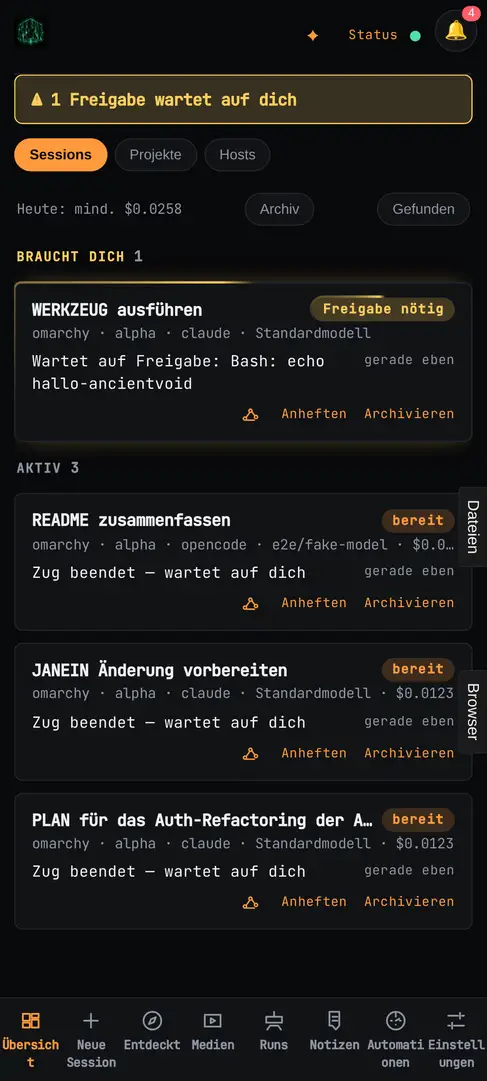 4
Status
1 Freigabe wartet auf dich
Sessions Projekte Hosts
Heute: mind. $0.0258 Archiv Gefunden
BRAUCHT DICH 1
WERKZEUG ausführen Freigabe nötig
omarchy · alpha · claude · Standardmodell
Wartet auf Freigabe: Bash: echo gerade eben
hallo-ancientvoid
Anheften Archivieren
AKTIV 3
README zusammenfassen bereit
omarchy · alpha · opencode · e2e/fake-model · $0.0…
Zug beendet — wartet auf dich gerade eben
Anheften Archivieren
Dateien
JANEIN Änderung vorbereiten bereit
omarchy · alpha · claude · Standardmodell · $0.0123
Zug beendet — wartet auf dich gerade eben
Anheften Archivieren
Browser
PLAN für das Auth-Refactoring der A… bereit
omarchy · alpha · claude · Standardmodell · $0.0123
Zug beendet — wartet auf dich gerade eben
Anheften Archivieren
Übersich Neue Entdeckt Medien Runs Notizen Automati Einstell
t Session onen ungen